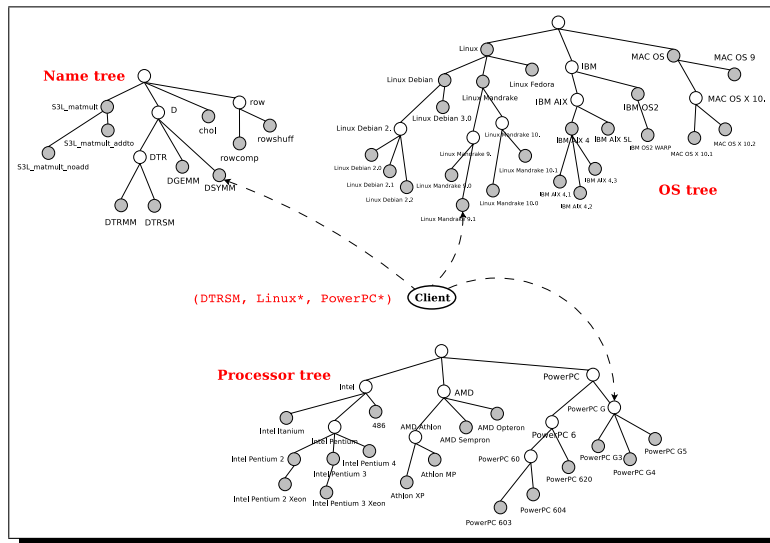 Name tree
S3L_matmult
D
row
S3L_matmult_addto
chol
rowshuff
rowcomp
S3L_matmult_noadd
DTR
DGEMM
DSYMM
DTRMM
DTRSM
Linux
IBM
MAC OS
MAC OS 9
Linux Debian
Linux Mandrake
Linux Fedora
IBM AIX
IBM OS2
MAC OS X 10.
Linux Debian 3.0
Linux Debian 2.
Linux Mandrake 9.
Linux Mandrake 10.
IBM AIX 4
IBM AIX 5L
IBM OS2 WARP
MAC OS X 10.1
MAC OS X 10.2
Linux Debian 2.0
Linux Debian 2.1
Linux Debian 2.2
Linux Mandrake 9.0
Linux Mandrake 9.1
Linux Mandrake 10.1
Linux Mandrake 10.0
IBM AIX 4.3
IBM AIX 4.1
IBM AIX 4.2
OS tree
(DTRSM, Linux*, PowerPC*)
Client
Processor tree
Intel
AMD
PowerPC
Intel Itanium
486
Intel Pentium
AMD Athlon
AMD Sempron
AMD Opteron
PowerPC G
PowerPC 6
Intel Pentium 2
Intel Pentium 3
Intel Pentium 4
Athlon MP
PowerPC 60
PowerPC 620
PowerPC G3
PowerPC G4
PowerPC G5
Intel Pentium 2 Xeon
Intel Pentium 3 Xeon
Athlon XP
PowerPC 603
PowerPC 604